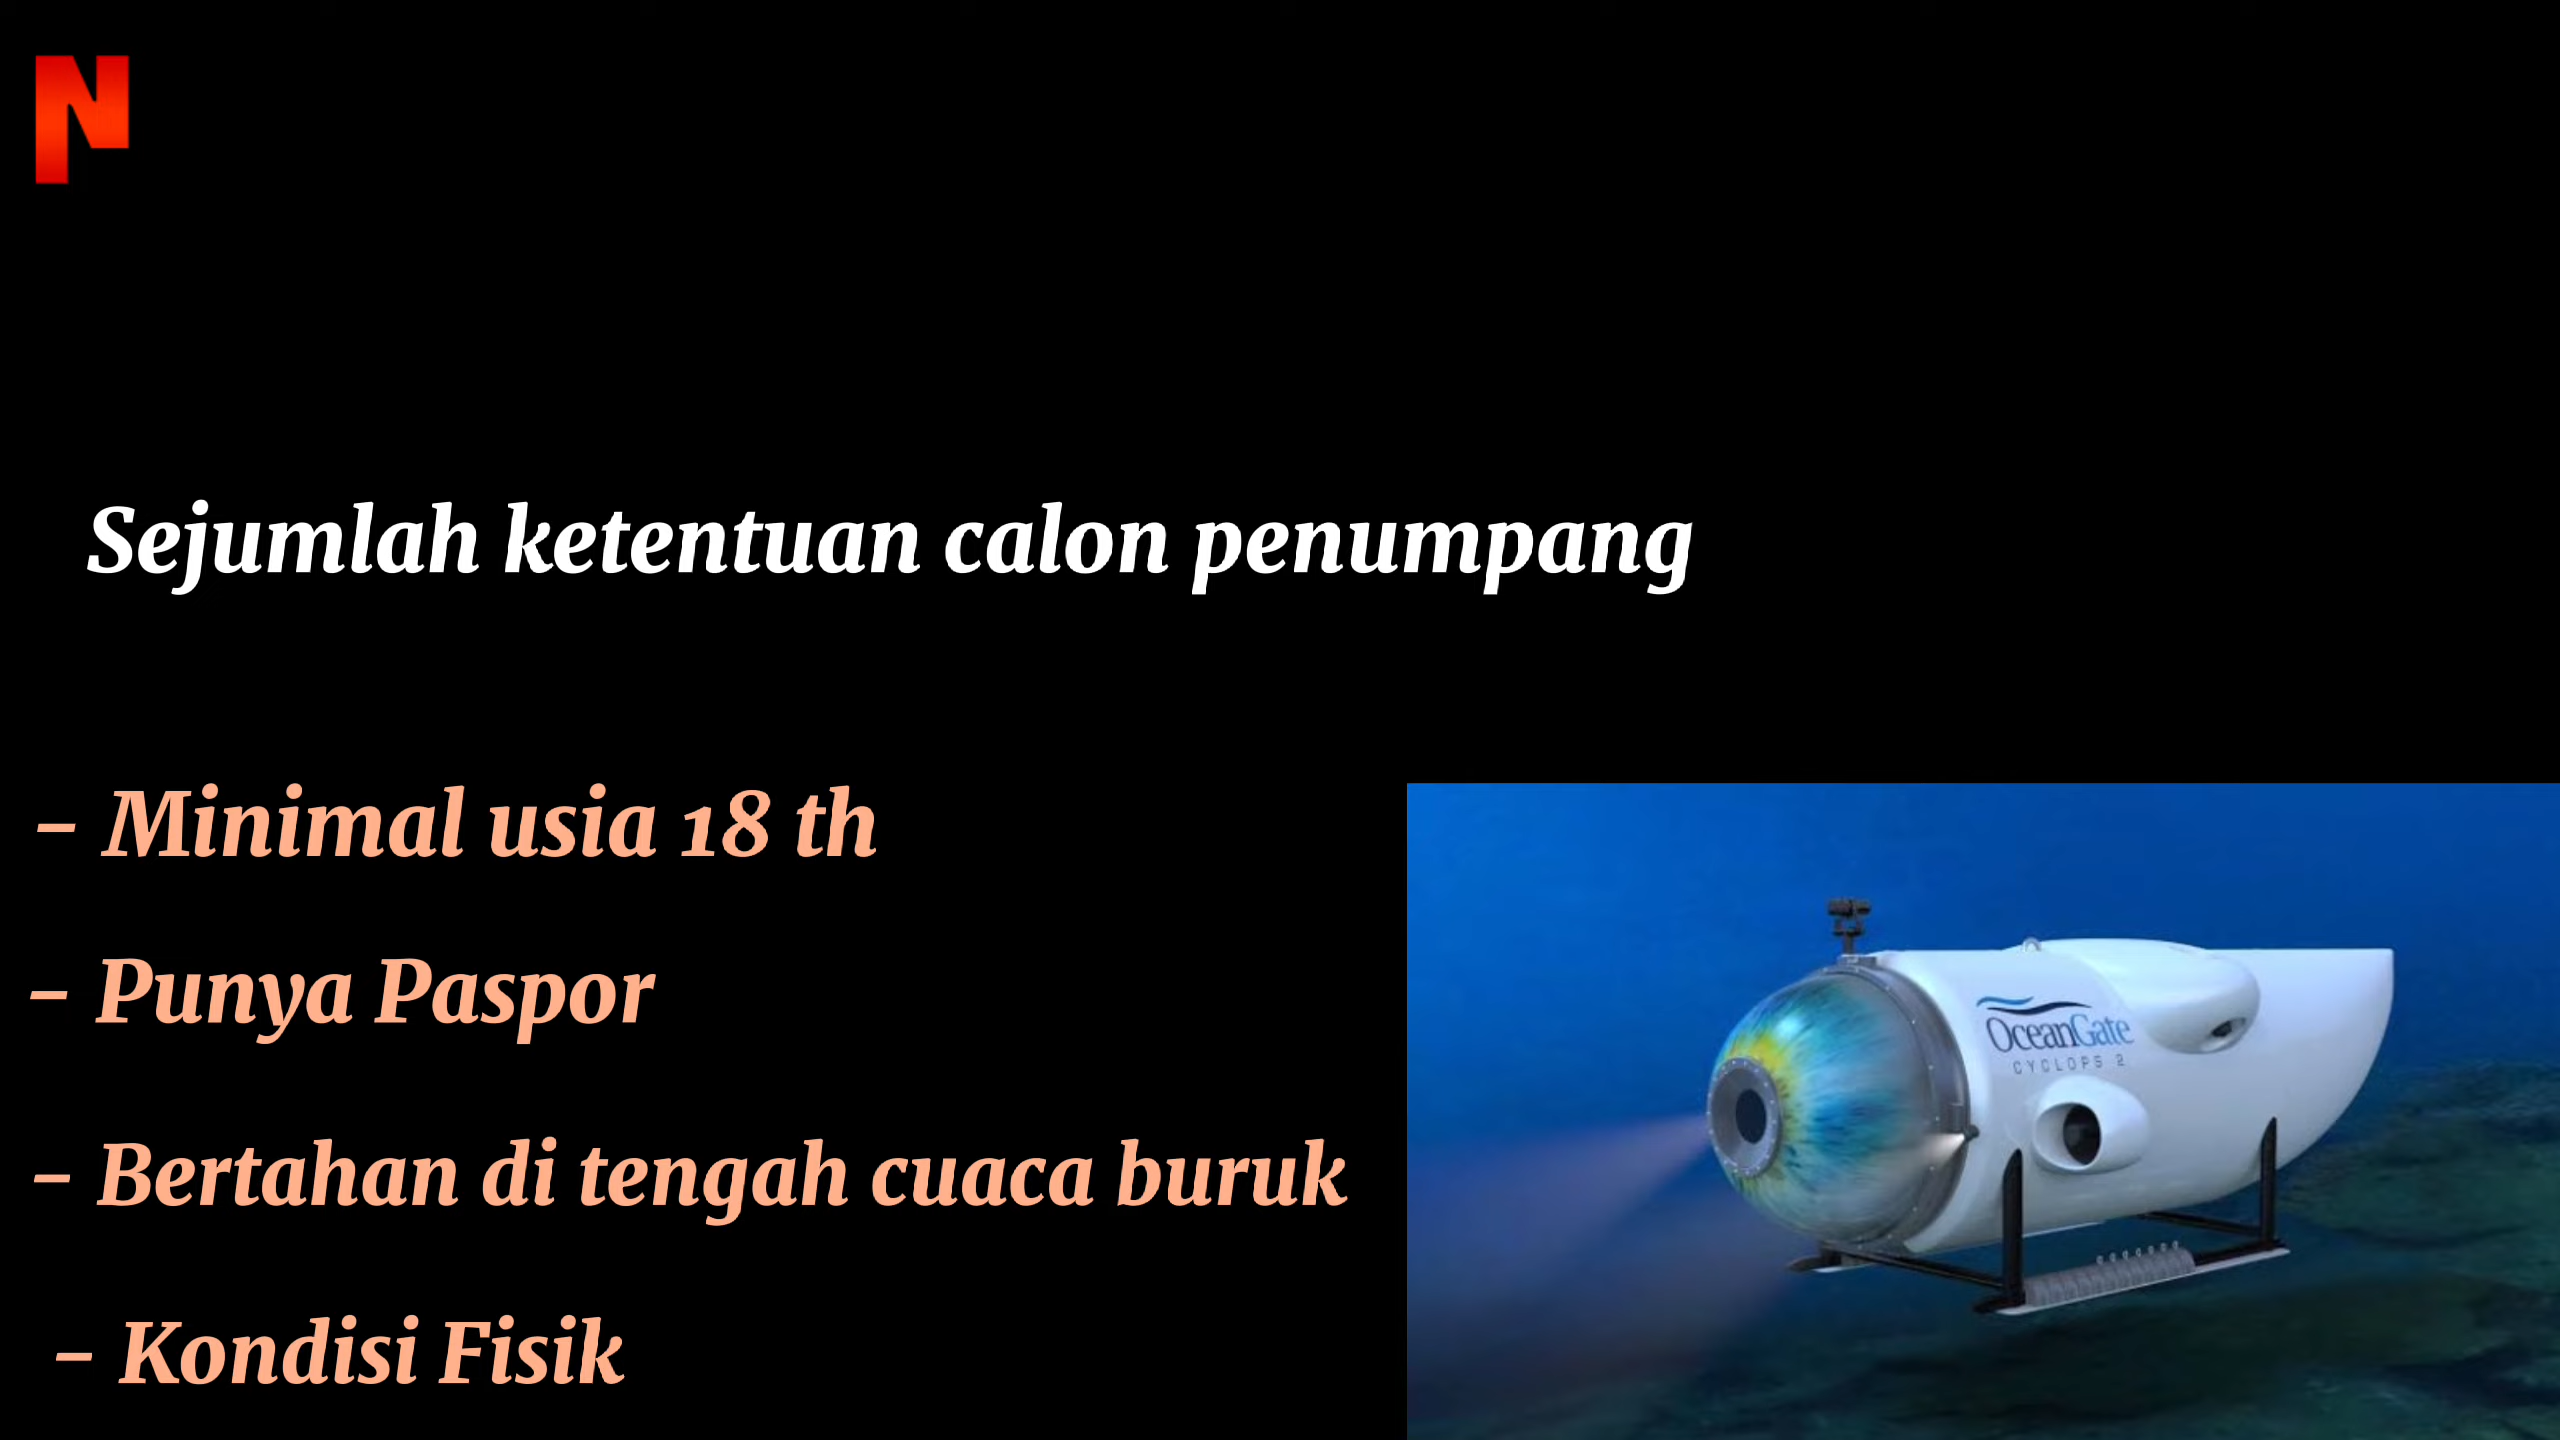 N
Sejumlah ketentuan calon penumpang
- Minimal usia 18 th
- Punya Paspor
- Bertahan di tengah cuaca buruk
- Kondisi Fisik
OceanGate
CYCLOPS 2